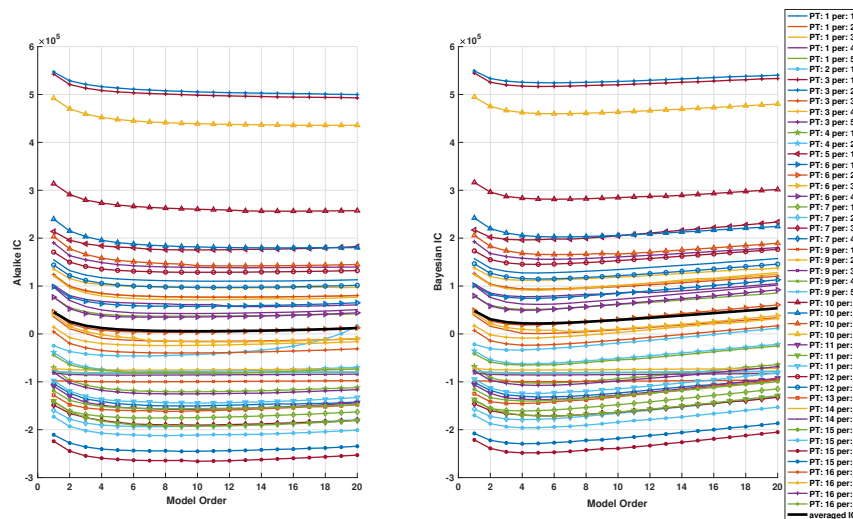 6 ×10⁵
5
4
3
2
1
0
-1
-2
-3
Akaike IC
0 2 4 6 8 10 12 14 16 18 20
Model Order
6 ×10⁵
5
4
3
2
1
0
-1
-2
-3
Bayesian IC
0 2 4 6 8 10 12 14 16 18 20
Model Order
PT: 1 per: 1
PT: 1 per: 2
PT: 1 per: 3
PT: 1 per: 4
PT: 1 per: 5
PT: 2 per: 1
PT: 3 per: 1
PT: 3 per: 2
PT: 3 per: 3
PT: 3 per: 4
PT: 3 per: 5
PT: 4 per: 1
PT: 4 per: 2
PT: 5 per: 1
PT: 6 per: 1
PT: 6 per: 2
PT: 6 per: 3
PT: 6 per: 4
PT: 7 per: 1
PT: 7 per: 2
PT: 7 per: 3
PT: 7 per: 4
PT: 9 per: 1
PT: 9 per: 2
PT: 9 per: 3
PT: 9 per: 4
PT: 9 per: 5
PT: 10 per:
PT: 10 per:
PT: 10 per:
PT: 10 per:
PT: 11 per:
PT: 11 per:
PT: 11 per:
PT: 12 per:
PT: 12 per:
PT: 13 per:
PT: 14 per:
PT: 14 per:
PT: 15 per:
PT: 15 per:
PT: 15 per:
PT: 15 per:
PT: 16 per:
PT: 16 per:
PT: 16 per:
averaged IC